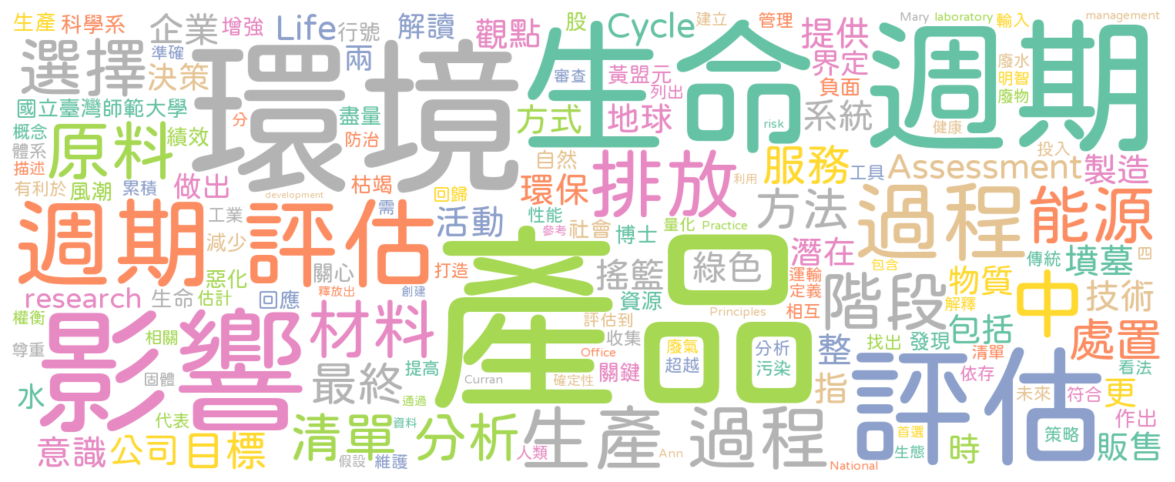 生產 科學系 企業 增強 Life 行號 解讀 觀點 股 Cycle 建立 管理 提供 Mary laboratory 輸入 management
選擇 準確 決策 環境 兩 生命 審查 黃盟元 列出 界定 負面 週期 廢水 明智 廢物
國立臺灣師範大學 盡量 方式 地球 系統
概念 原料 績效 分 防治 risk 健康
體系 描述 自然 排放 服務 工具 Assessment 投入 製造
有利於 風潮 累積 做出 枯竭 development 回歸 環保 利用
週期 評估 工業 需 活動 性能 參考 社會 博士 量化 Practice 方法 過程 能源
減少 潛在 包含 傳統 四
惡化 關心 打造 產品 搖籃 綠色 運輸 物質 墳墓
research 生命 估計 回應 釋放出 創建 資源 定義 相互 階段 解釋 中 技術
權衡 影響 材料 評估到 Principles 包括
尊重 相關 收集 廢氣 分析 整 找出 發現 清單 處置
固體 最終 提高 Office 關鍵 超越 污染 評估 依存 看法
水 Curran 確定性 指 未來 符合 更
代表 通過 資料 生產 過程 首選 作出
意識 公司 目標 清單 分析 時 策略 販售
假設 維護 人類 Ann National 生態